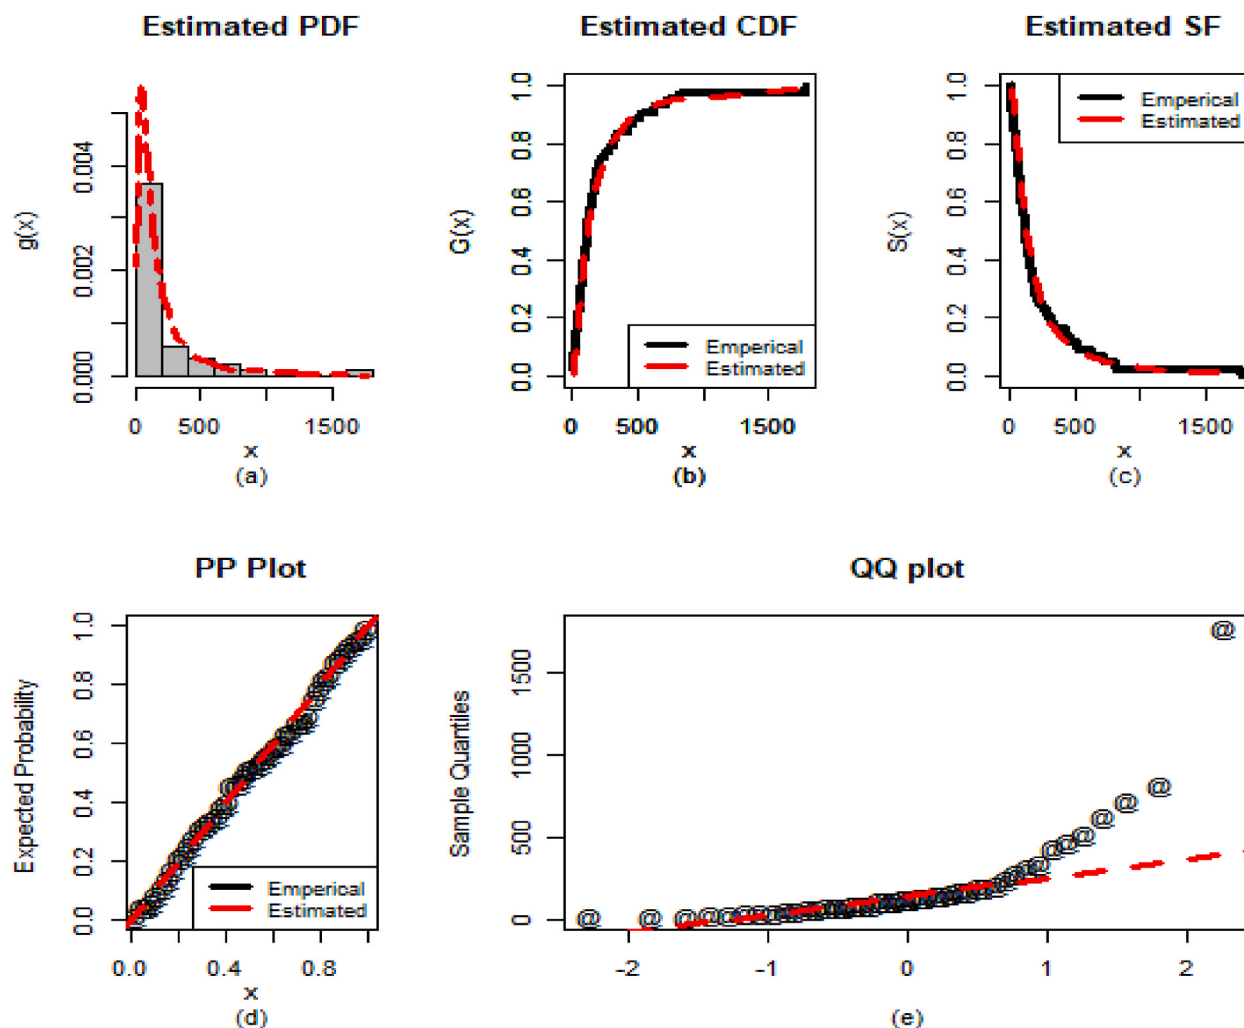 Estimated PDF
g(x)
0.000 0.002 0.004
0 500 1500
x
(a)
Estimated CDF
G(x)
0.0 0.2 0.4 0.6 0.8 1.0
Emperical
Estimated
0 500 1500
x
(b)
Estimated SF
S(x)
0.0 0.2 0.4 0.6 0.8 1.0
Emperical
Estimated
0 500 1500
x
(c)
PP Plot
Expected Probability
0.0 0.2 0.4 0.6 0.8 1.0
Emperical
Estimated
0.0 0.4 0.8
x
(d)
QQ plot
Sample Quantiles
0 500 1000 1500
-2 -1 0 1 2
(e)